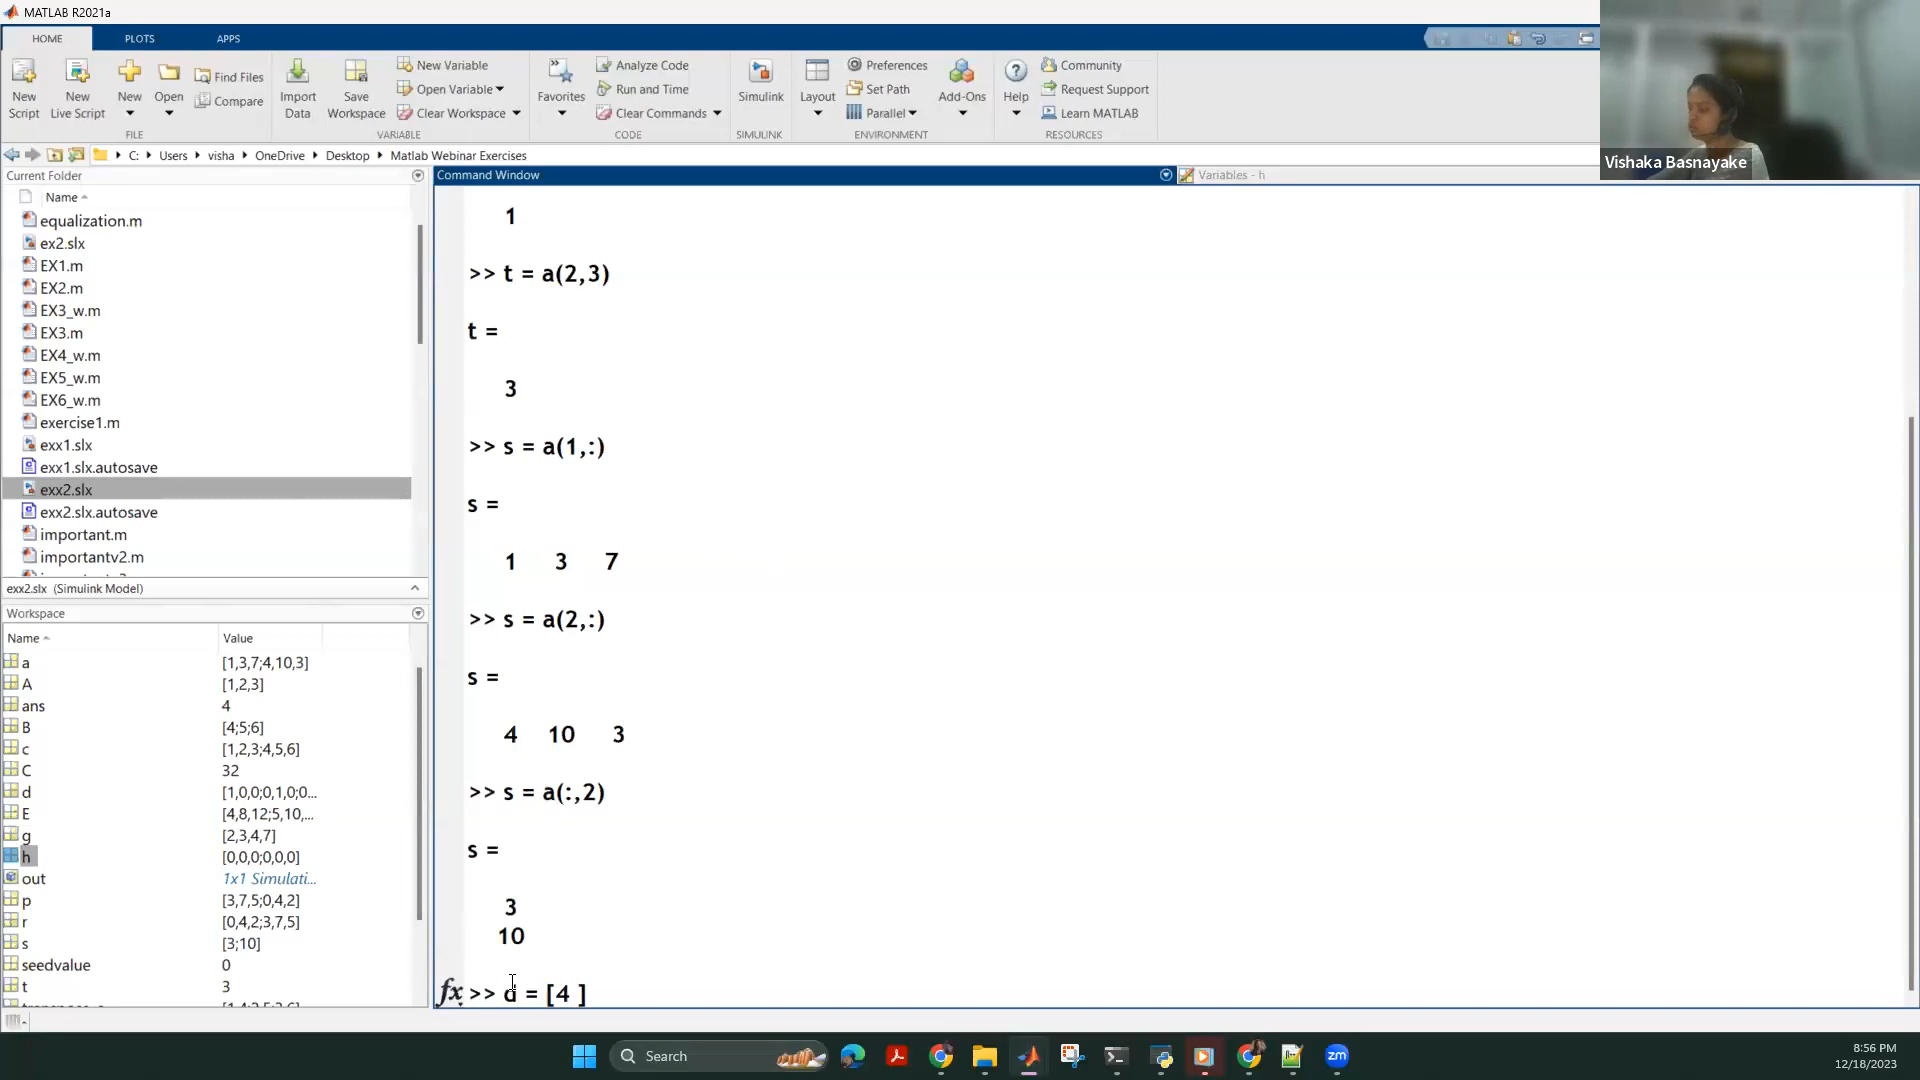 MATLAB R2021a
HOME PLOTS APPS
New Script
New Live Script
New
Open
Find Files
Compare
FILE
Import Data
Save Workspace
New Variable
Open Variable
Clear Workspace
VARIABLE
Favorites
Analyze Code
Run and Time
Clear Commands
CODE
Simulink
SIMULINK
Layout
Preferences
Set Path
Parallel
Add-Ons
ENVIRONMENT
Help
Community
Request Support
Learn MATLAB
RESOURCES
Vishaka Basnayake
C: Users visha OneDrive Desktop Matlab Webinar Exercises
Current Folder
Name
equalization.m
ex2.slx
EX1.m
EX2.m
EX3_w.m
EX3.m
EX4_w.m
EX5_w.m
EX6_w.m
exercise1.m
exx1.slx
exx1.slx.autosave
exx2.slx
exx2.slx.autosave
important.m
importantv2.m
exx2.slx (Simulink Model)
Workspace
Name Value
a [1,3,7;4,10,3]
A [1,2,3]
ans 4
B [4;5;6]
c [1,2,3;4,5,6]
C 32
d [1,0,0;0,1,0;0...
E [4,8,12;5,10,...
g [2,3,4,7]
h [0,0,0;0,0,0]
out 1x1 Simulati...
p [3,7,5;0,4,2]
r [0,4,2;3,7,5]
s [3;10]
seedvalue 0
t 3
Command Window
Variables - h
1
>> t = a(2,3)
t =
3
>> s = a(1,:)
s =
1 3 7
>> s = a(2,:)
s =
4 10 3
>> s = a(:,2)
s =
3
10
fx >> d = [4 ]
Search
8:56 PM
12/18/2023